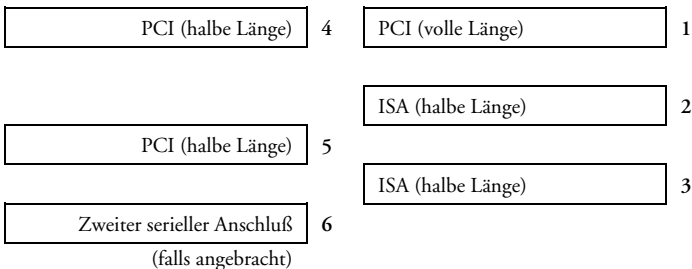 PCI (halbe Länge) 4 PCI (volle Länge) 1
ISA (halbe Länge) 2
PCI (halbe Länge) 5
ISA (halbe Länge) 3
Zweiter serieller Anschluß 6
(falls angebracht)